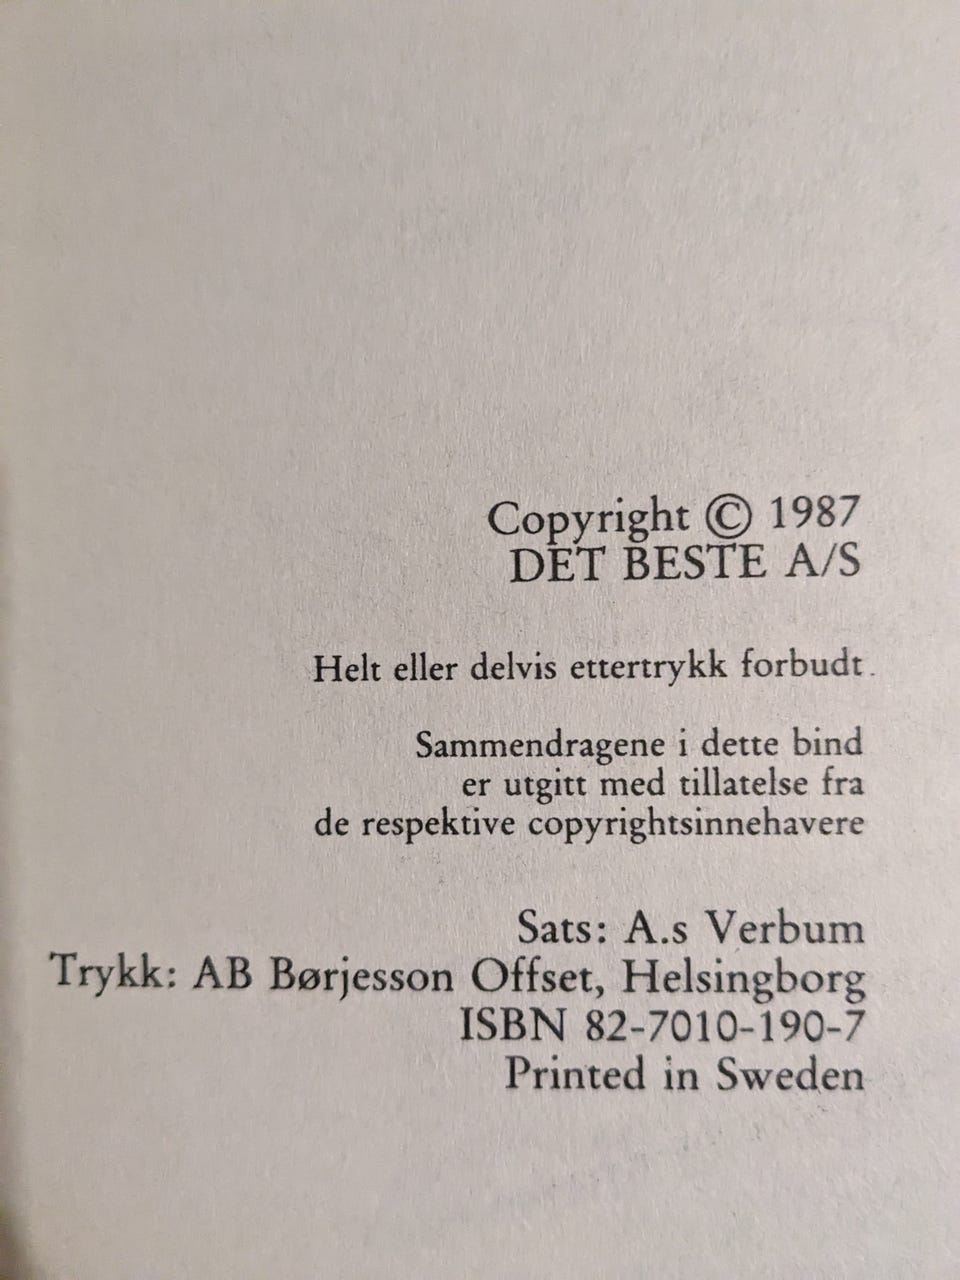 Copyright © 1987
DET BESTE A/S
Helt eller delvis ettertrykk forbudt.
Sammendragene i dette bind
er utgitt med tillatelse fra
de respektive copyrightsinnehavere
Sats: A.s Verbum
Trykk: AB Børjesson Offset, Helsingborg
ISBN 82-7010-190-7
Printed in Sweden